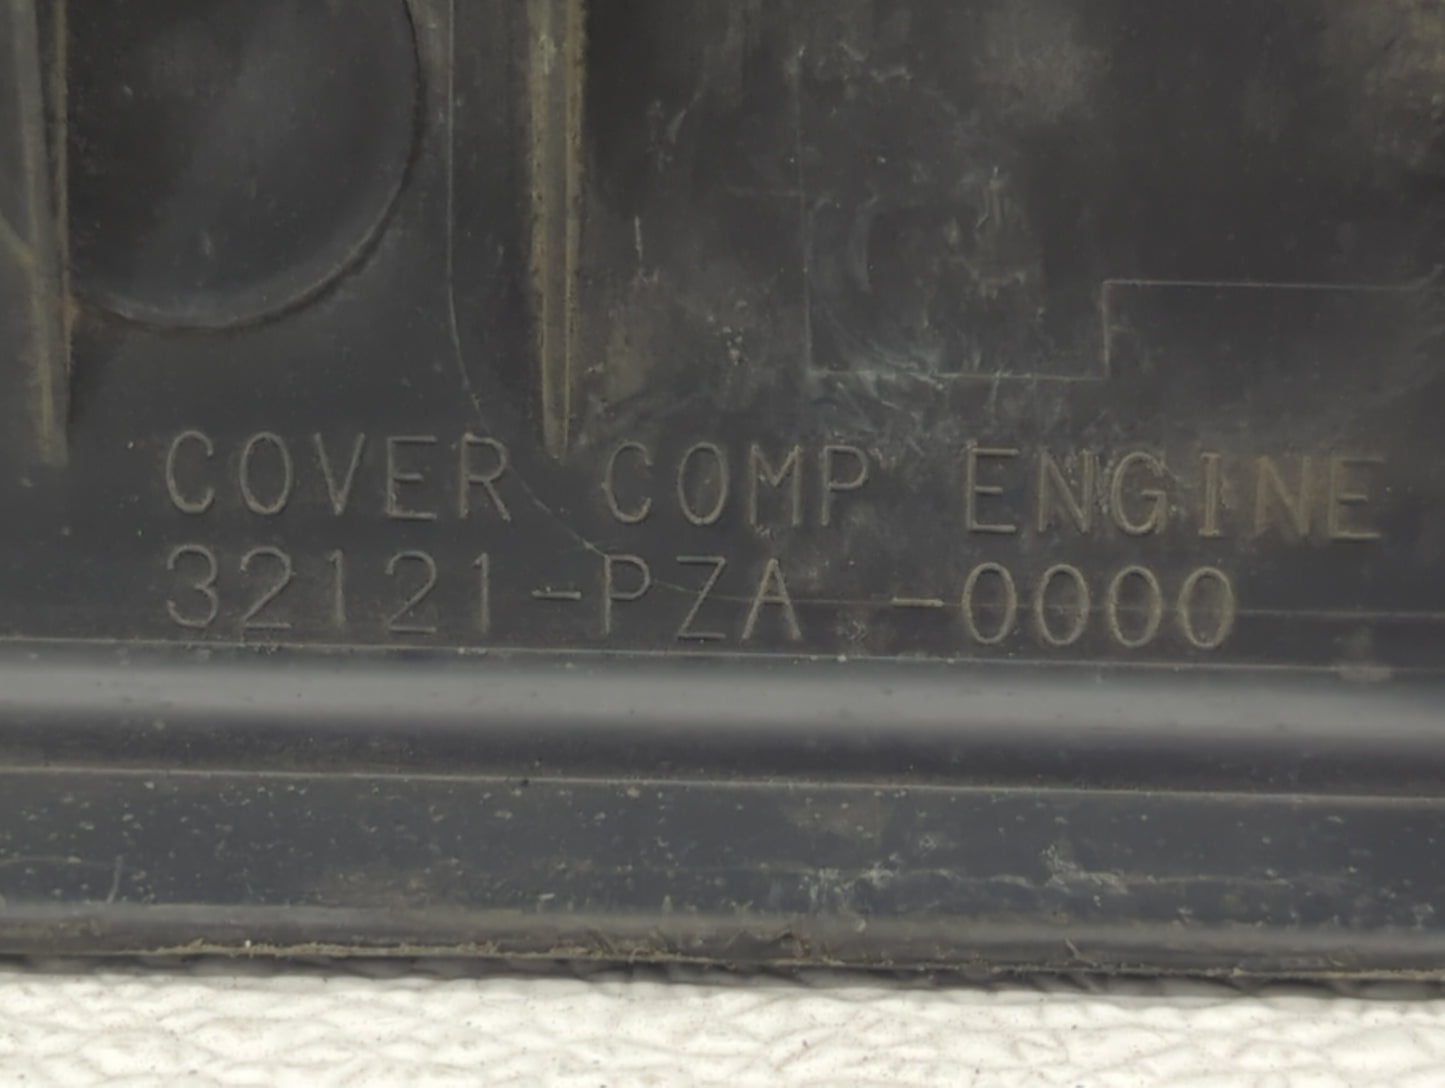 COVER COMP ENGINE
32121-PZA -0000